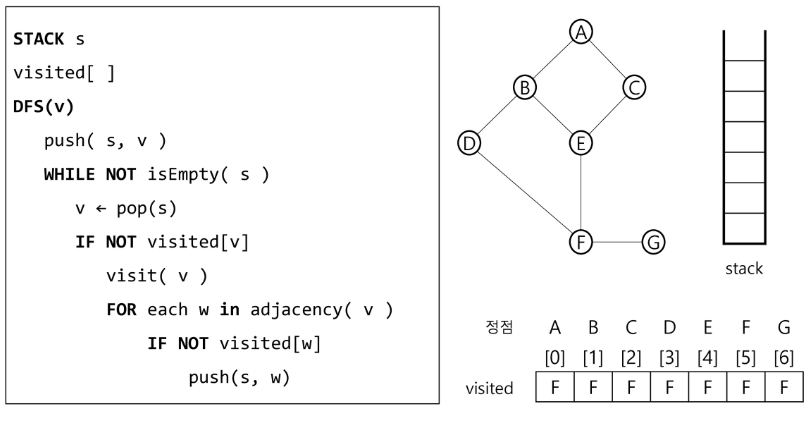 STACK s
visited[ ]
DFS(v)
push( s, v )
WHILE NOT isEmpty( s )
v ← pop(s)
IF NOT visited[v]
visit( v )
FOR each w in adjacency( v )
IF NOT visited[w]
push(s, w)
A
B
C
D
E
F
G
stack
정점 A B C D E F G
[0] [1] [2] [3] [4] [5] [6]
visited F F F F F F F